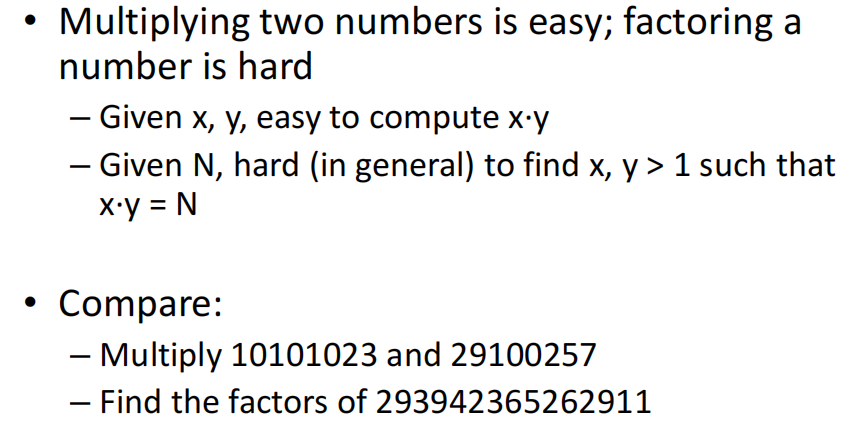 • Multiplying two numbers is easy; factoring a
number is hard
– Given x, y, easy to compute x·y
– Given N, hard (in general) to find x, y > 1 such that
x·y = N
• Compare:
– Multiply 10101023 and 29100257
– Find the factors of 293942365262911